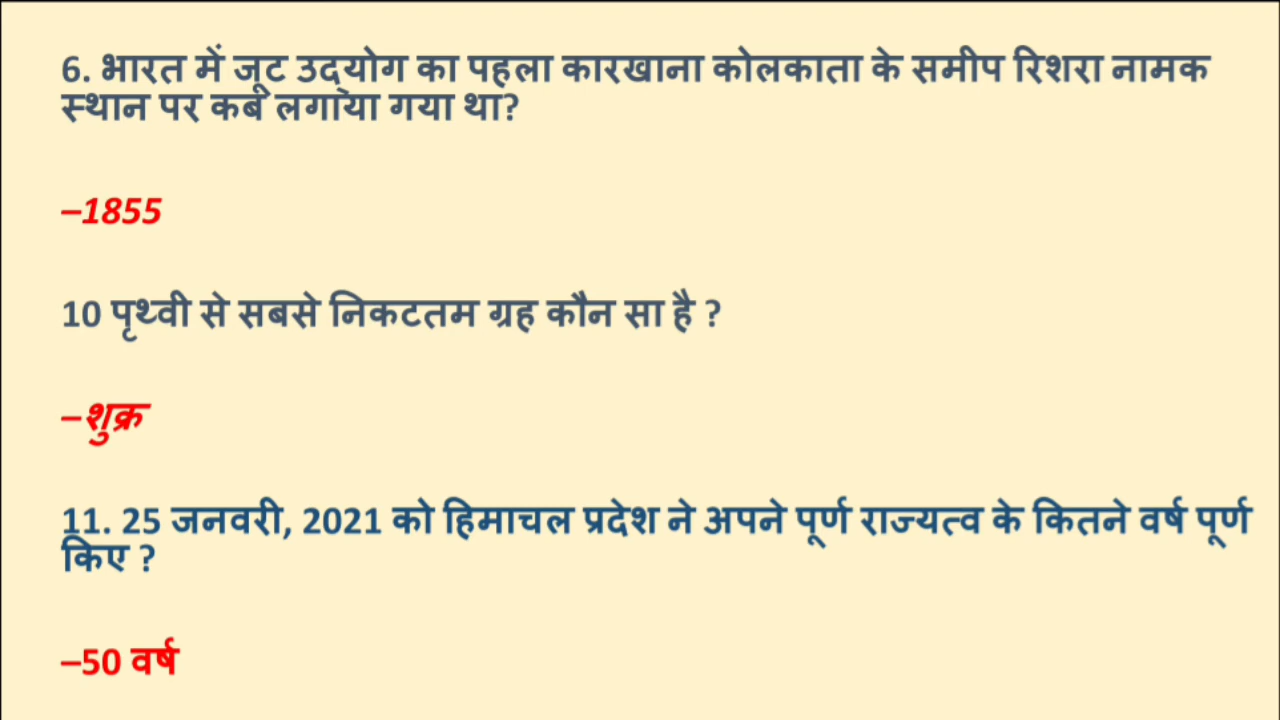 6. भारत में जूट उद्योग का पहला कारखाना कोलकाता के समीप रिशरा नामक
स्थान पर कब लगाया गया था?
–1855
10 पृथ्वी से सबसे निकटतम ग्रह कौन सा है ?
–शुक्र
11. 25 जनवरी, 2021 को हिमाचल प्रदेश ने अपने पूर्ण राज्यत्व के कितने वर्ष पूर्ण
किए ?
–50 वर्ष